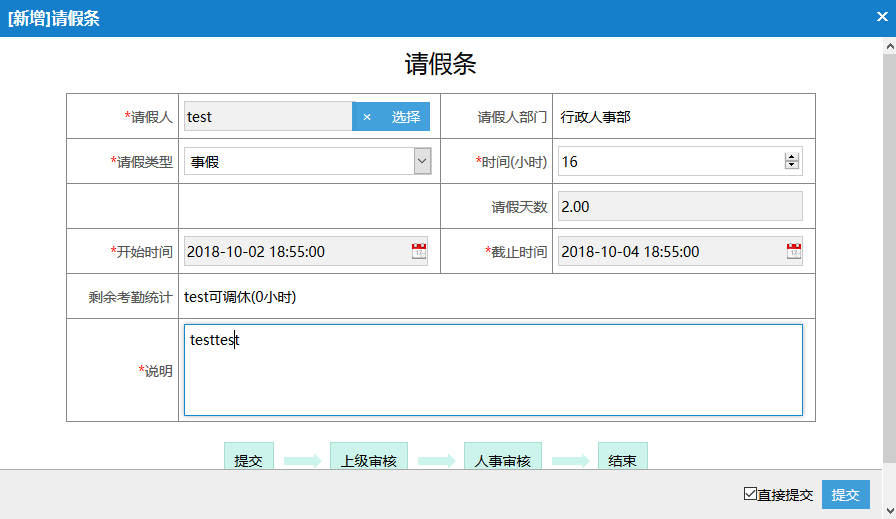 [新增]请假条
×
请假条
*请假人 test × 选择 请假人部门 行政人事部
*请假类型 事假 *时间(小时) 16
请假天数 2.00
*开始时间 2018-10-02 18:55:00 *截止时间 2018-10-04 18:55:00
剩余考勤统计 test可调休(0小时)
*说明 testtest
提交 上级审核 人事审核 结束
直接提交 提交